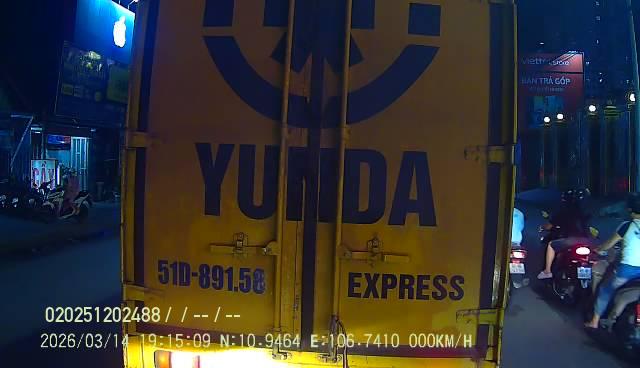 viettel store
BÁN TRẢ GÓP
YUNDA
51D-891.58
EXPRESS
020251202488/ / -- / --
2026/03/14 19:15:09 N:10.9464 E:106.7410 000KM/H